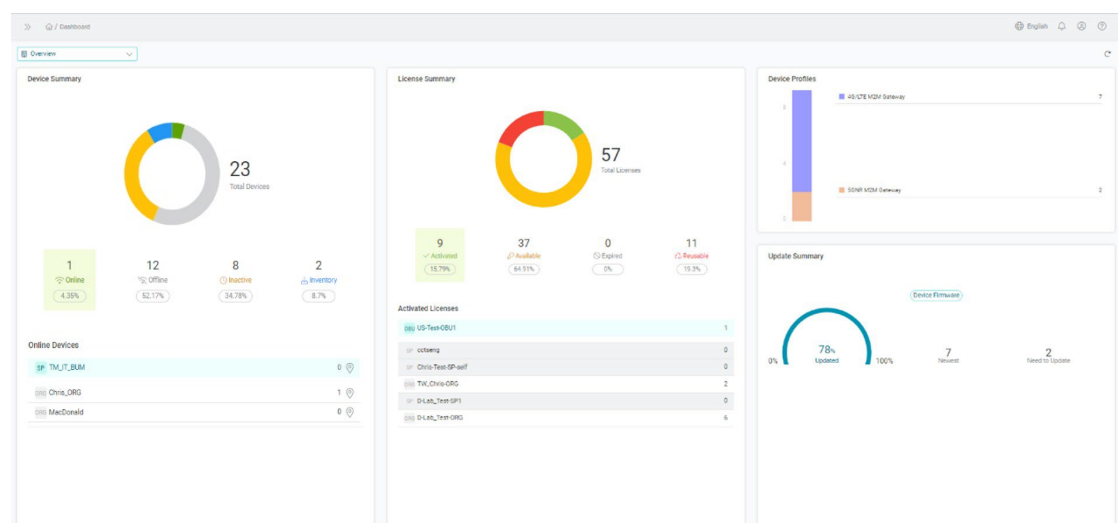 / Dashboard
English
Overview
Device Summary
23
Total Devices
1
Online
4.35%
12
Offline
52.17%
8
Inactive
34.78%
2
Inventory
8.7%
Online Devices
SP TM_IT_BUM 0
ORG Chris_ORG 1
ORG MacDonald 0
License Summary
57
Total Licenses
9
Activated
15.79%
37
Available
64.91%
0
Expired
0%
11
Reusable
19.3%
Activated Licenses
US-Test-OBU1 1
SP cctseng 0
SP Chris-Test-SP-self 0
ORG TW_Chris-ORG 2
SP D-Lab_Test-SP1 0
ORG D-Lab_Test-ORG 6
Device Profiles
4G/LTE M2M Gateway 7
5GNR M2M Gateway 2
0
Update Summary
Device Firmware
78%
Updated
0%
100%
7
Newest
2
Need to Update